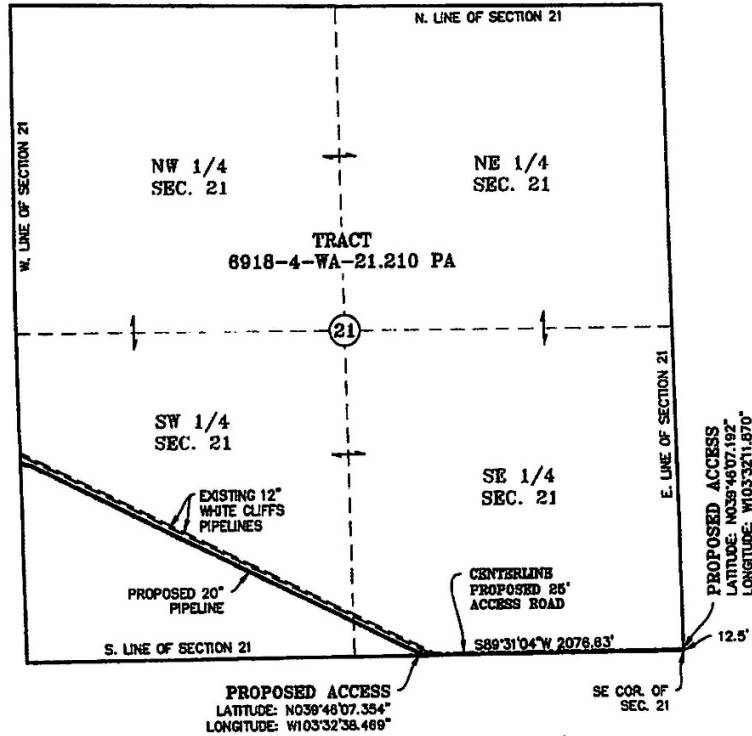 N. LINE OF SECTION 21
W. LINE OF SECTION 21
NW 1/4
SEC. 21
NE 1/4
SEC. 21
TRACT
6918-4-WA-21.210 PA
21
SW 1/4
SEC. 21
SE 1/4
SEC. 21
E. LINE OF SECTION 21
PROPOSED ACCESS
LATITUDE: N039°46'07.192"
LONGITUDE: W103°32'11.870"
EXISTING 12"
WHITE CLIFFS
PIPELINES
PROPOSED 20"
PIPELINE
CENTERLINE
PROPOSED 25'
ACCESS ROAD
S. LINE OF SECTION 21
S89°31'04"W 2076.83'
12.5'
PROPOSED ACCESS
LATITUDE: N039°46'07.354"
LONGITUDE: W103°32'38.469"
SE COR. OF
SEC. 21